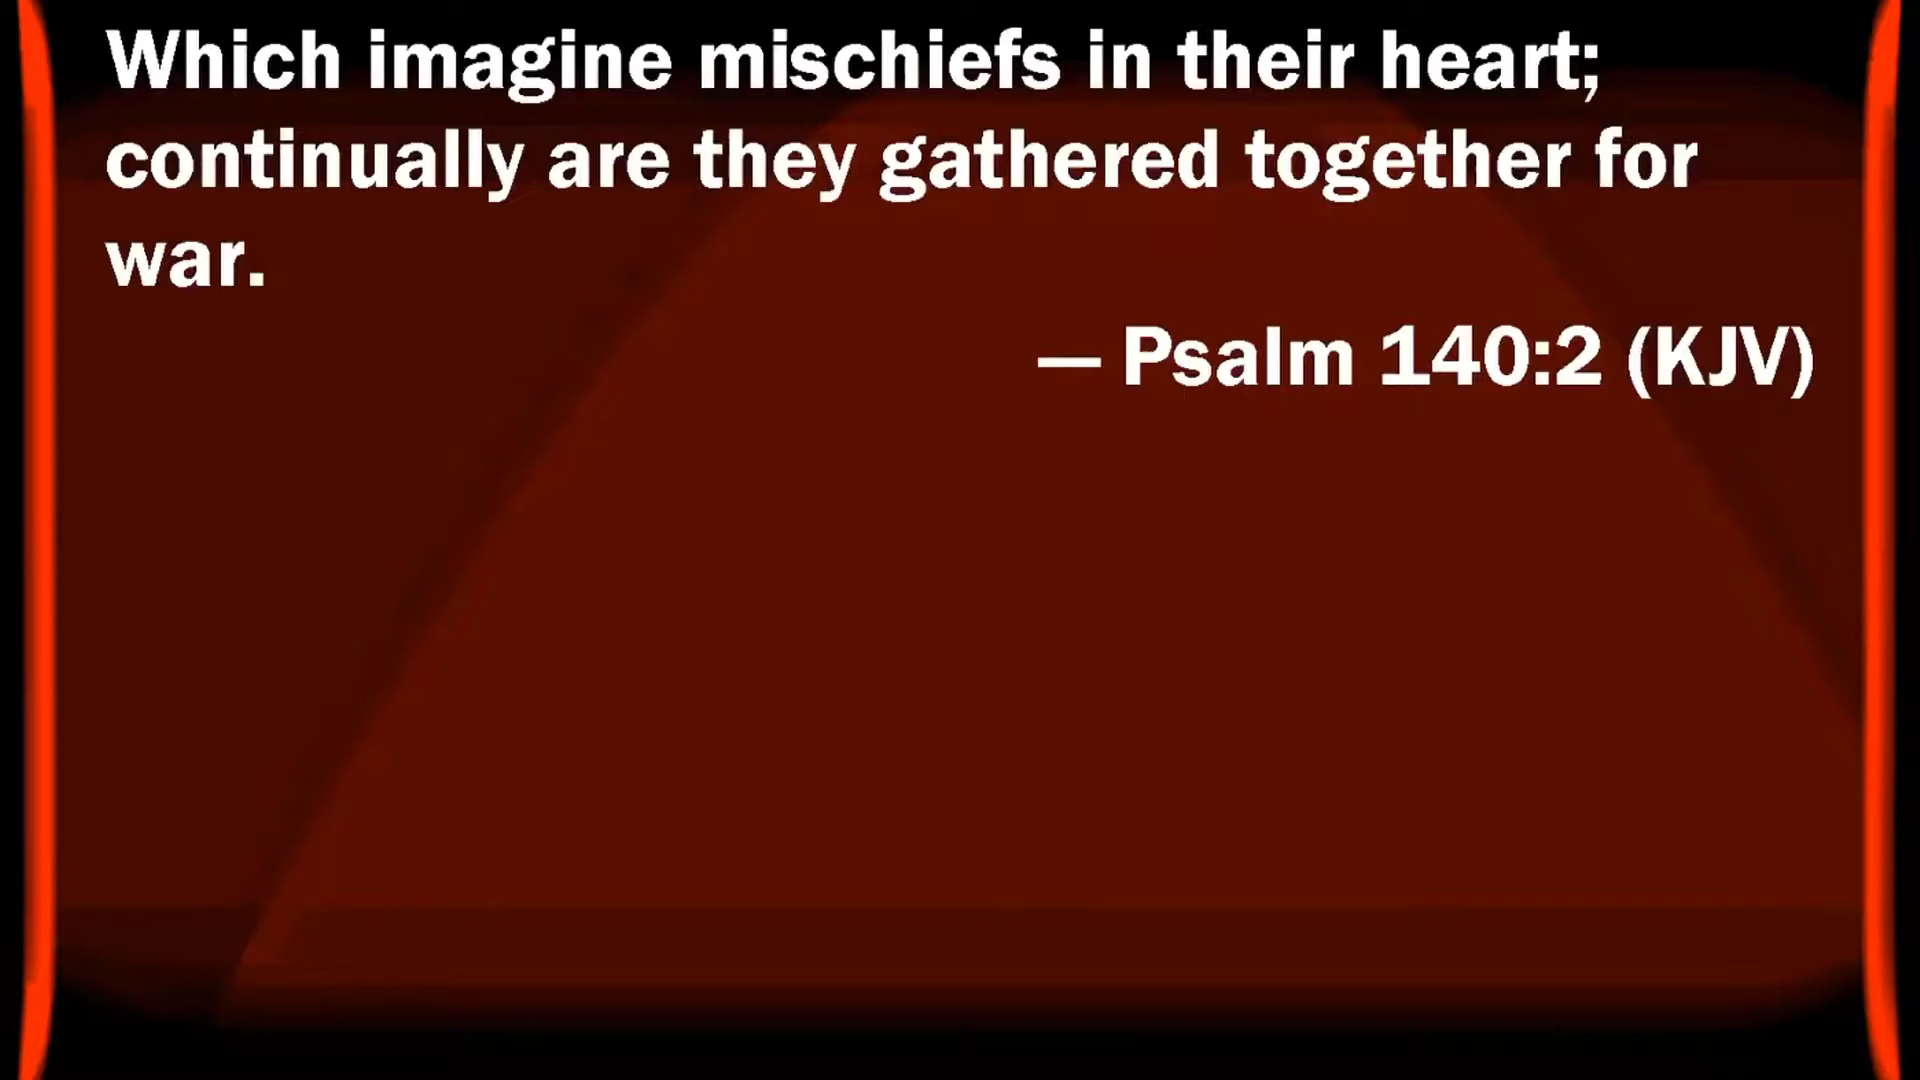 Which imagine mischiefs in their heart;
continually are they gathered together for
war.
— Psalm 140:2 (KJV)